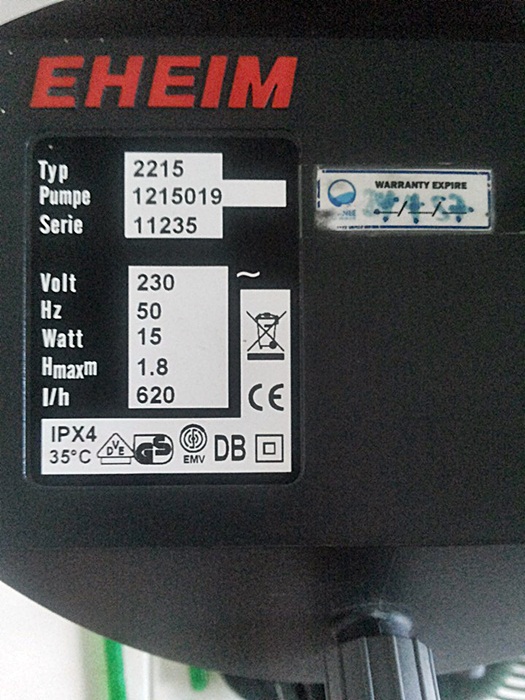 EHEIM
Typ 2215
Pumpe 1215019
Serie 11235
WARRANTY EXPIRE
Volt 230 ~
Hz 50
Watt 15
Hmaxm 1.8
l/h 620
CE
IPX4
35°C
DVE
GS
EMV
DB